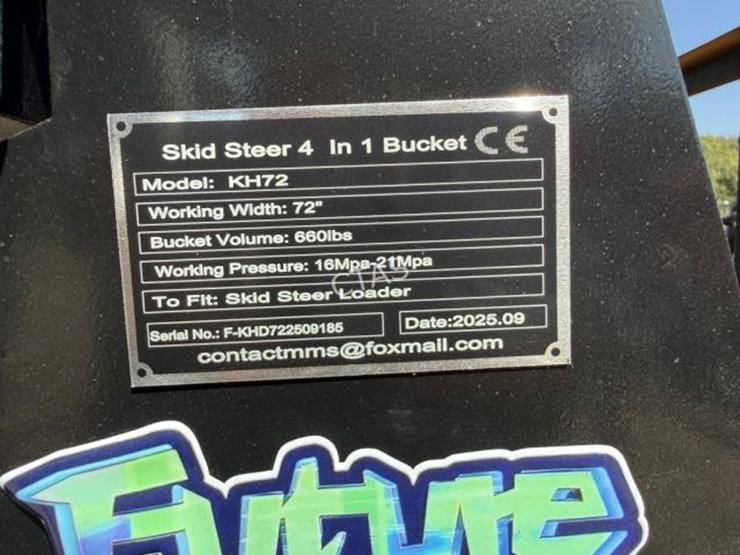 Skid Steer 4 In 1 Bucket CE
Model: KH72
Working Width: 72"
Bucket Volume: 660lbs
Working Pressure: 16Mpa-21Mpa
CTAS
To Fit: Skid Steer Loader
Serial No.: F-KHD722509185
Date:2025.09
contactmms@foxmail.com
Future